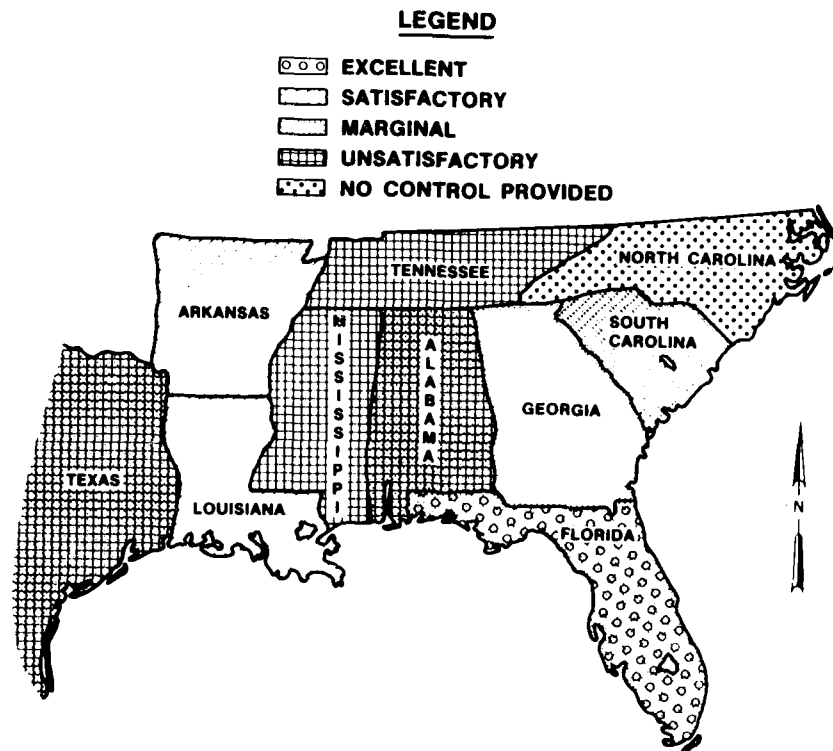 LEGEND
EXCELLENT
SATISFACTORY
MARGINAL
UNSATISFACTORY
NO CONTROL PROVIDED
TENNESSEE
NORTH CAROLINA
ARKANSAS
MISSISSIPPI
ALABAMA
SOUTH
CAROLINA
GEORGIA
TEXAS
LOUISIANA
FLORIDA
N